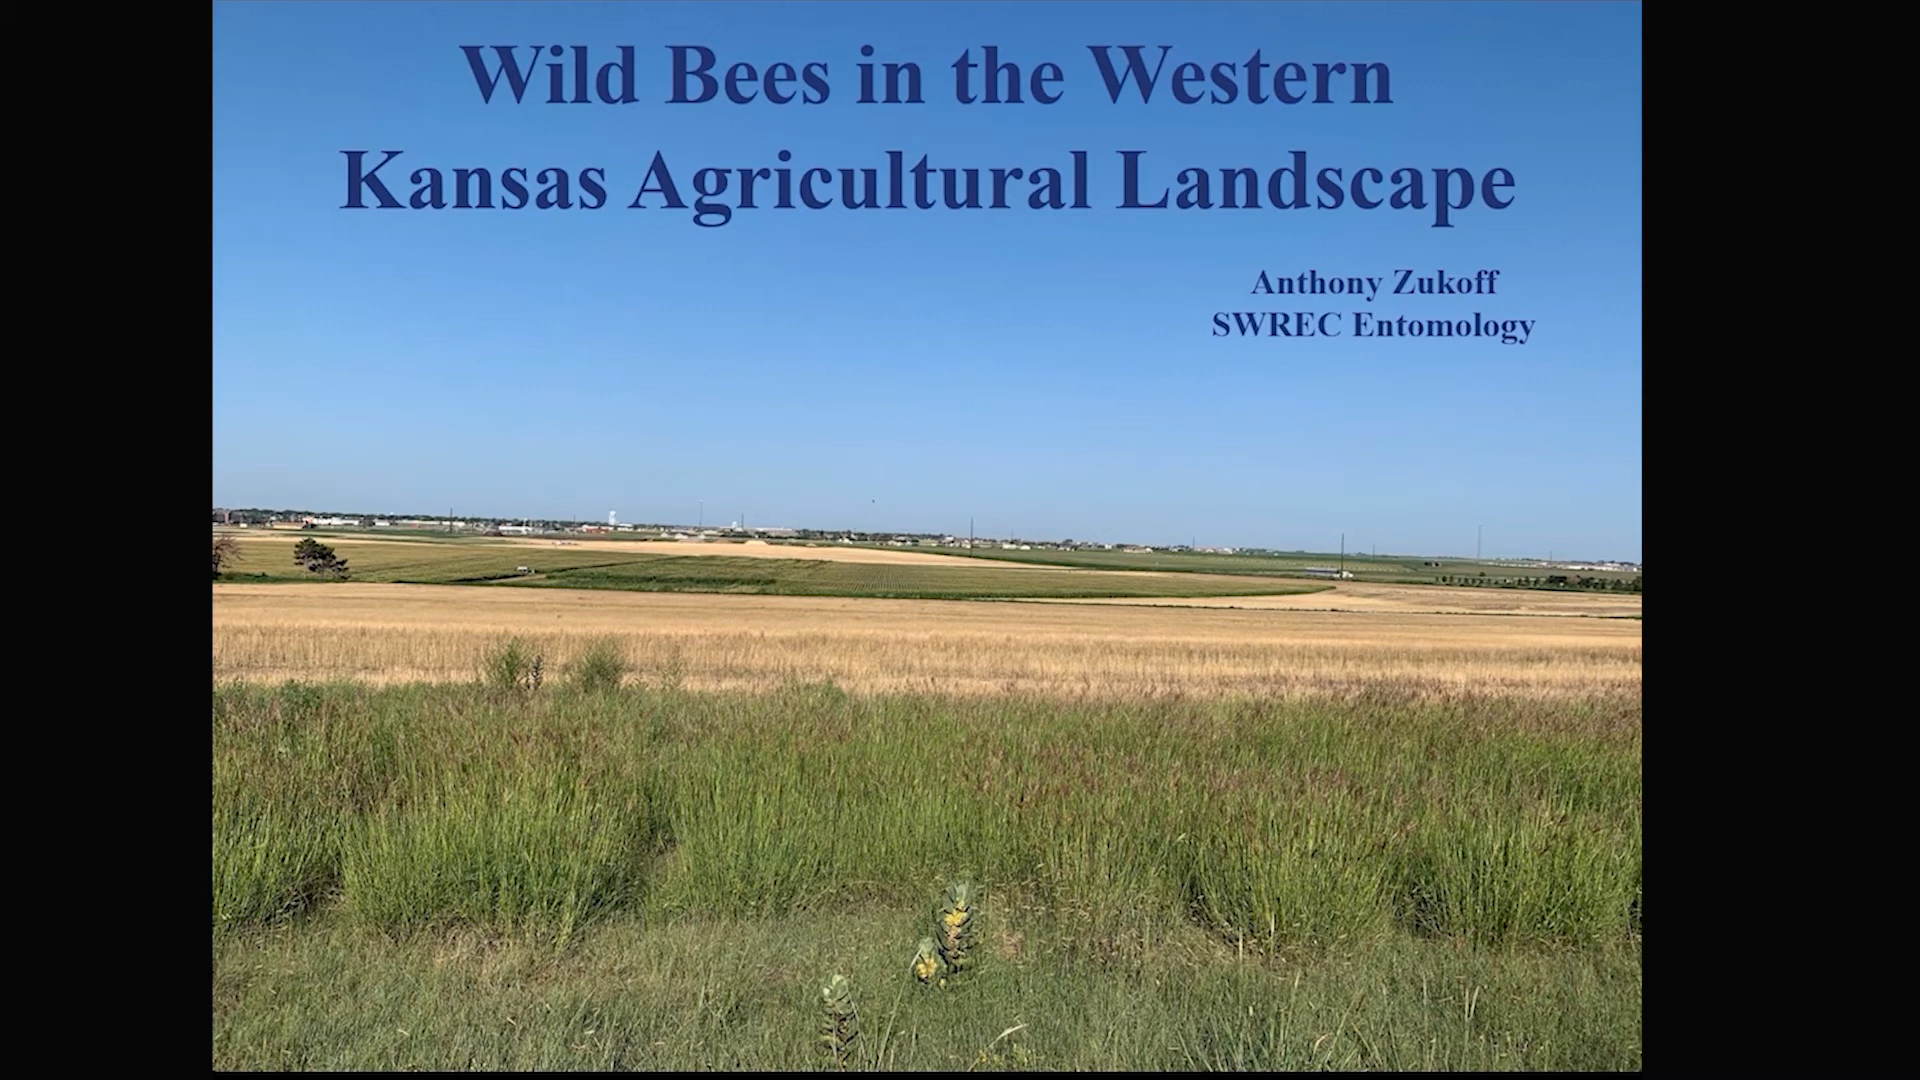 Wild Bees in the Western
Kansas Agricultural Landscape
Anthony Zukoff
SWREC Entomology